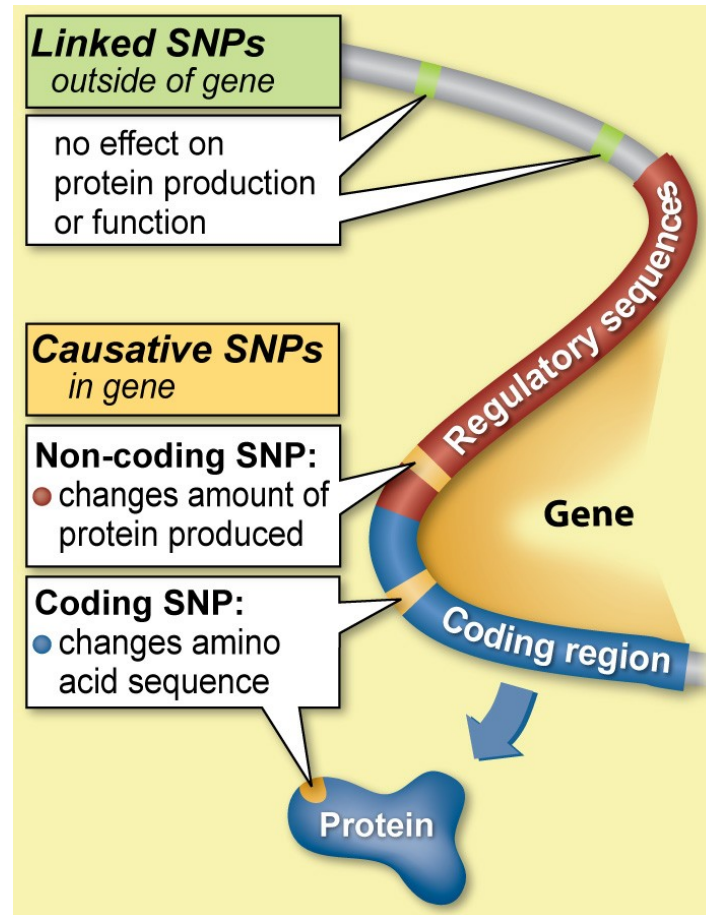 Linked SNPs
outside of gene
no effect on
protein production
or function
Causative SNPs
in gene
Non-coding SNP:
changes amount of
protein produced
Coding SNP:
changes amino
acid sequence
Regulatory sequences
Gene
Coding region
Protein